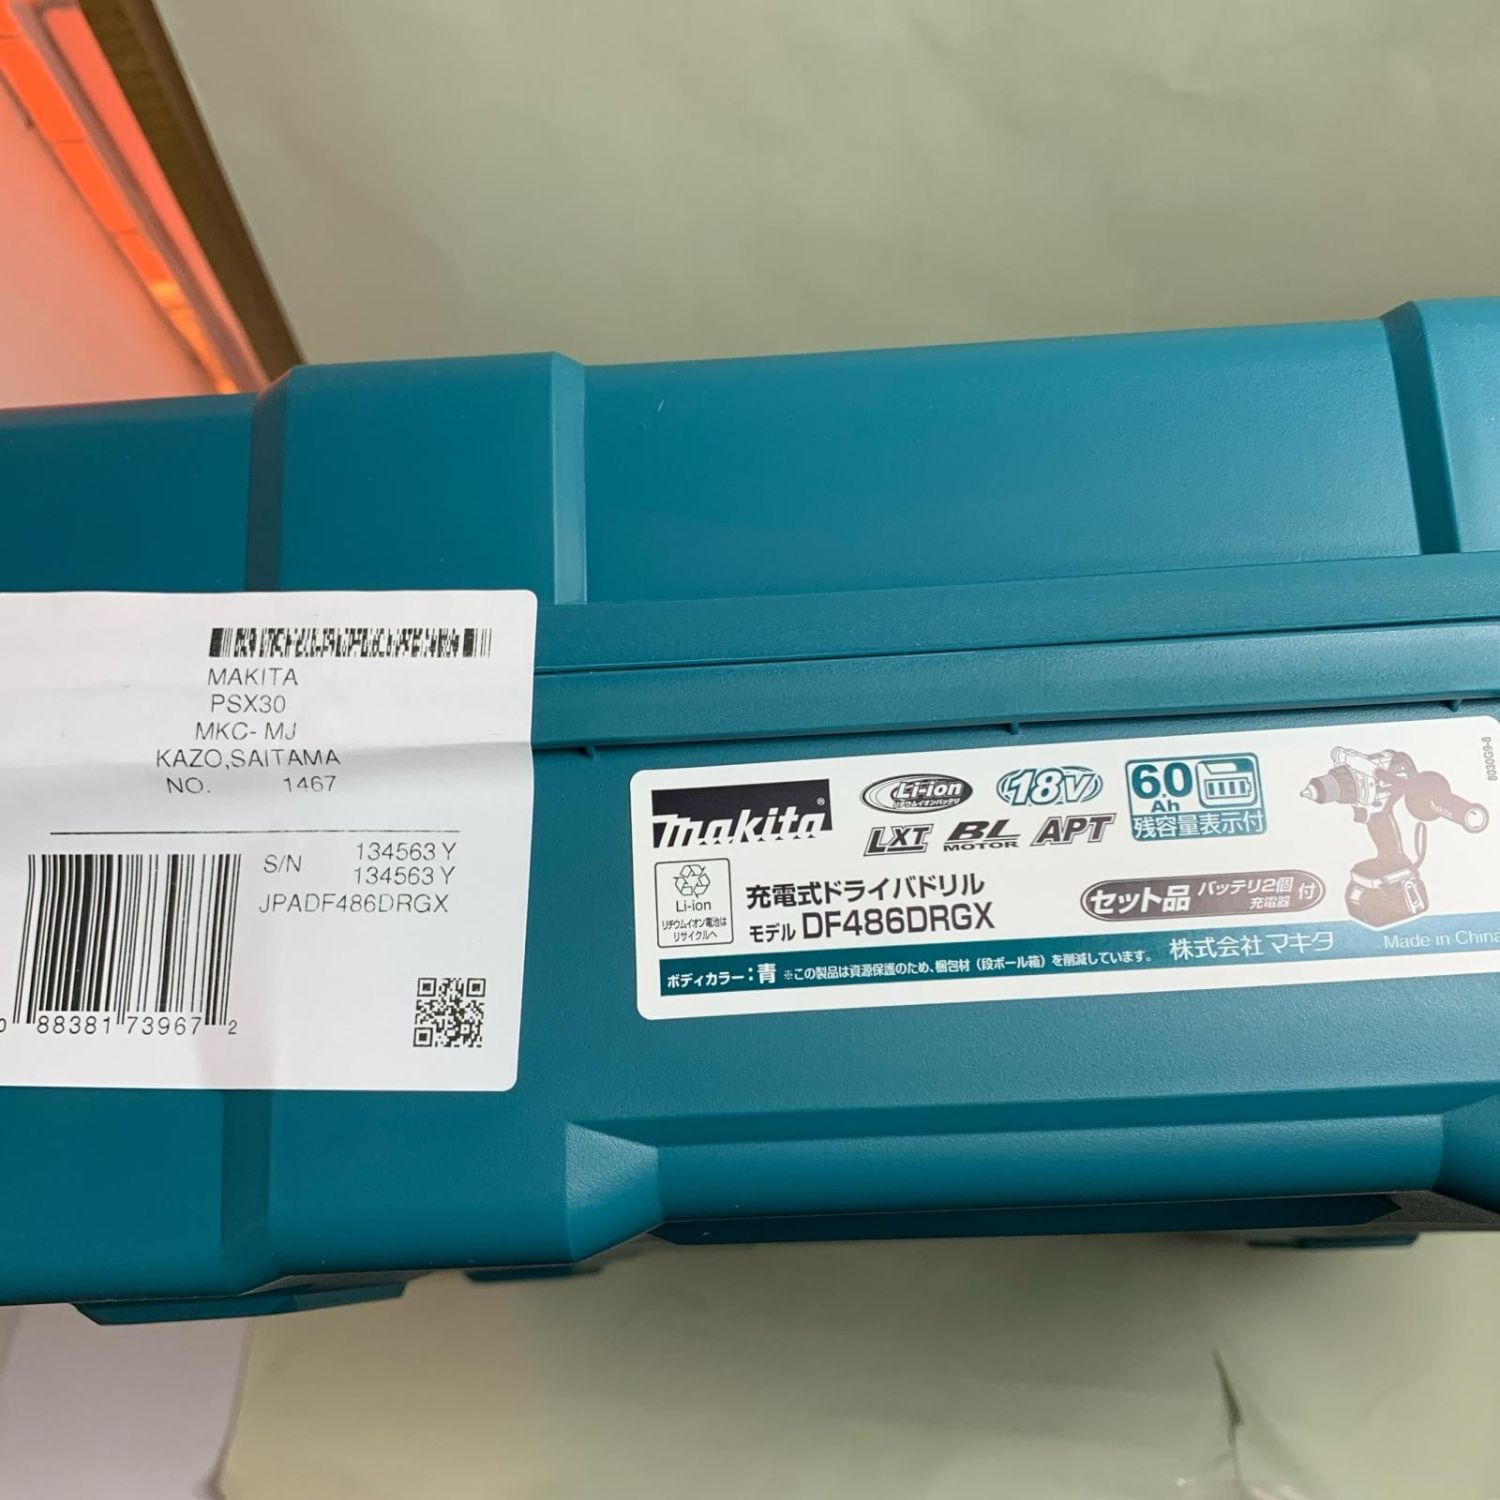 MAKITA
PSX30
MKC- MJ
KAZO,SAITAMA
NO. 1467
S/N 134563 Y
134563 Y
JPADF486DRGX
0 88381 73967 2
makita®
Li-ion
リチウムイオンバッテリ
18V
6.0
Ah
残容量表示付
LXT BL MOTOR APT
Li-ion
リチウムイオン電池は
リサイクルへ
充電式ドライバドリル
モデル DF486DRGX
セット品 バッテリ2個 充電器 付
ボディカラー：青 ※この製品は資源保護のため、梱包材（段ボール箱）を削減しています。
株式会社マキタ
Made in China
8030G9-8
makita